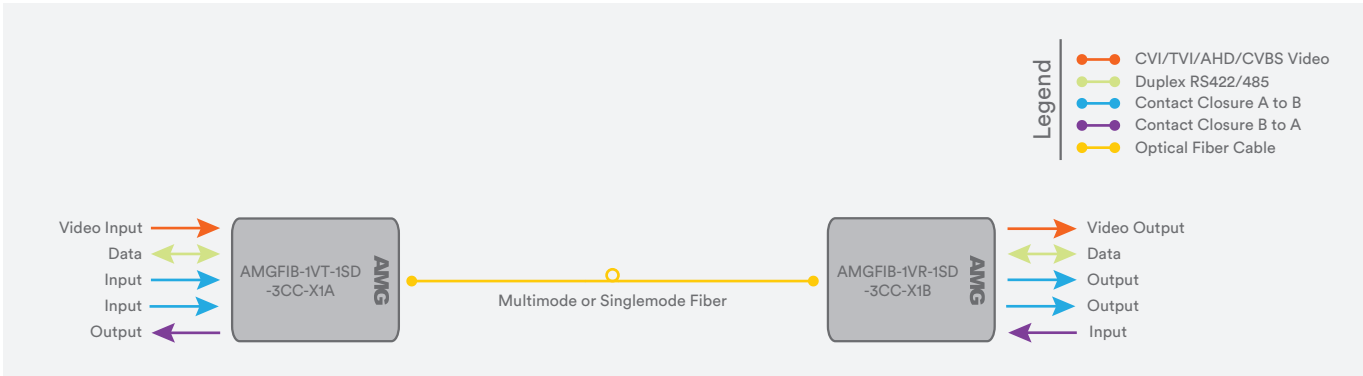 Legend
CVI/TVI/AHD/CVBS Video
Duplex RS422/485
Contact Closure A to B
Contact Closure B to A
Optical Fiber Cable
Video Input
Data
Input
Input
Output
AMGFIB-1VT-1SD
-3CC-X1A
AMG
Multimode or Singlemode Fiber
AMGFIB-1VR-1SD
-3CC-X1B
AMG
Video Output
Data
Output
Output
Input